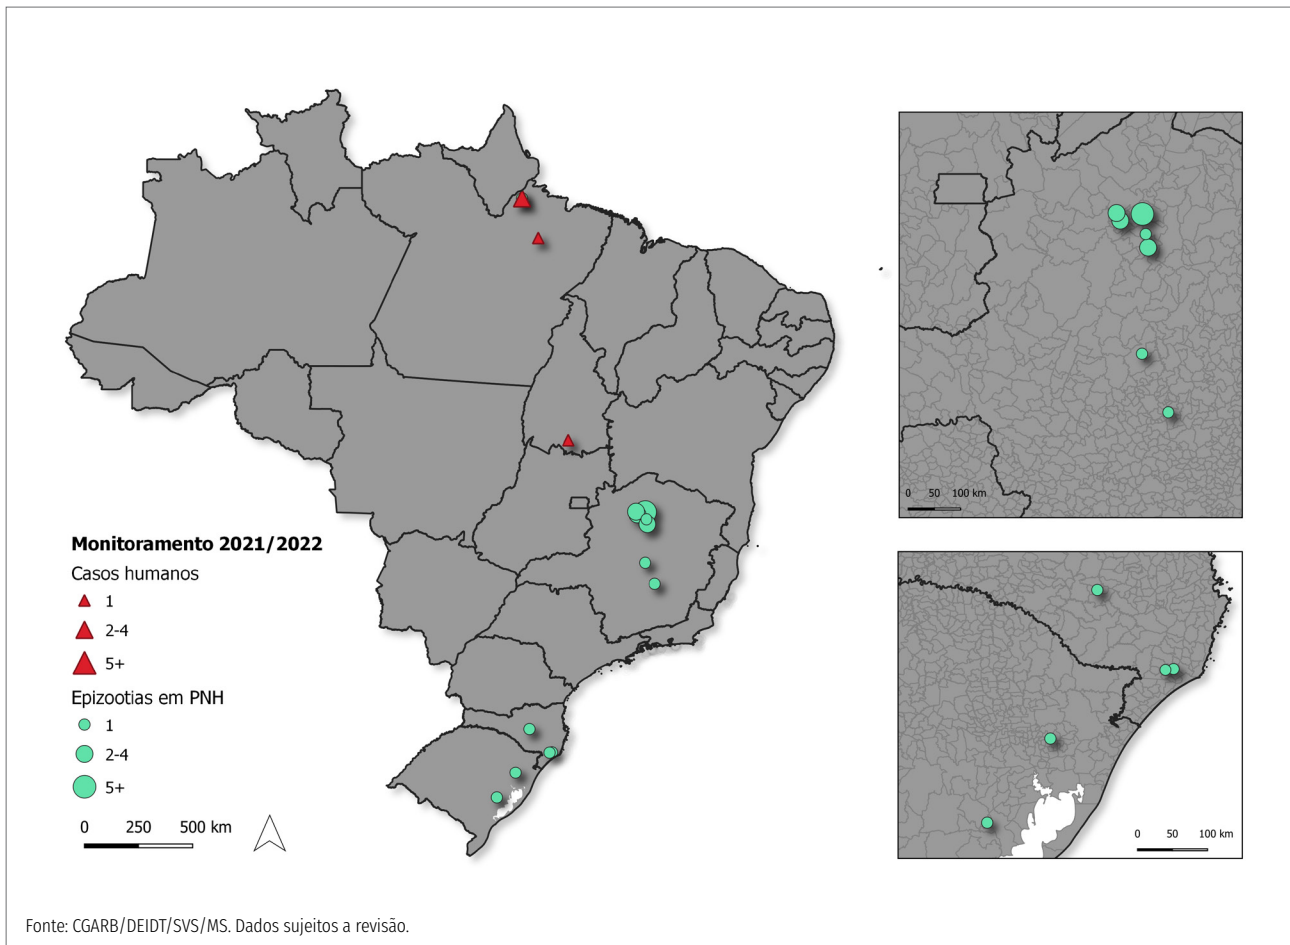 Monitoramento 2021/2022
Casos humanos
1
2-4
5+
Epizootias em PNH
1
2-4
5+
0 250 500 km
0 50 100 km
0 50 100 km
Fonte: CGARB/DEIDT/SVS/MS. Dados sujeitos a revisão.